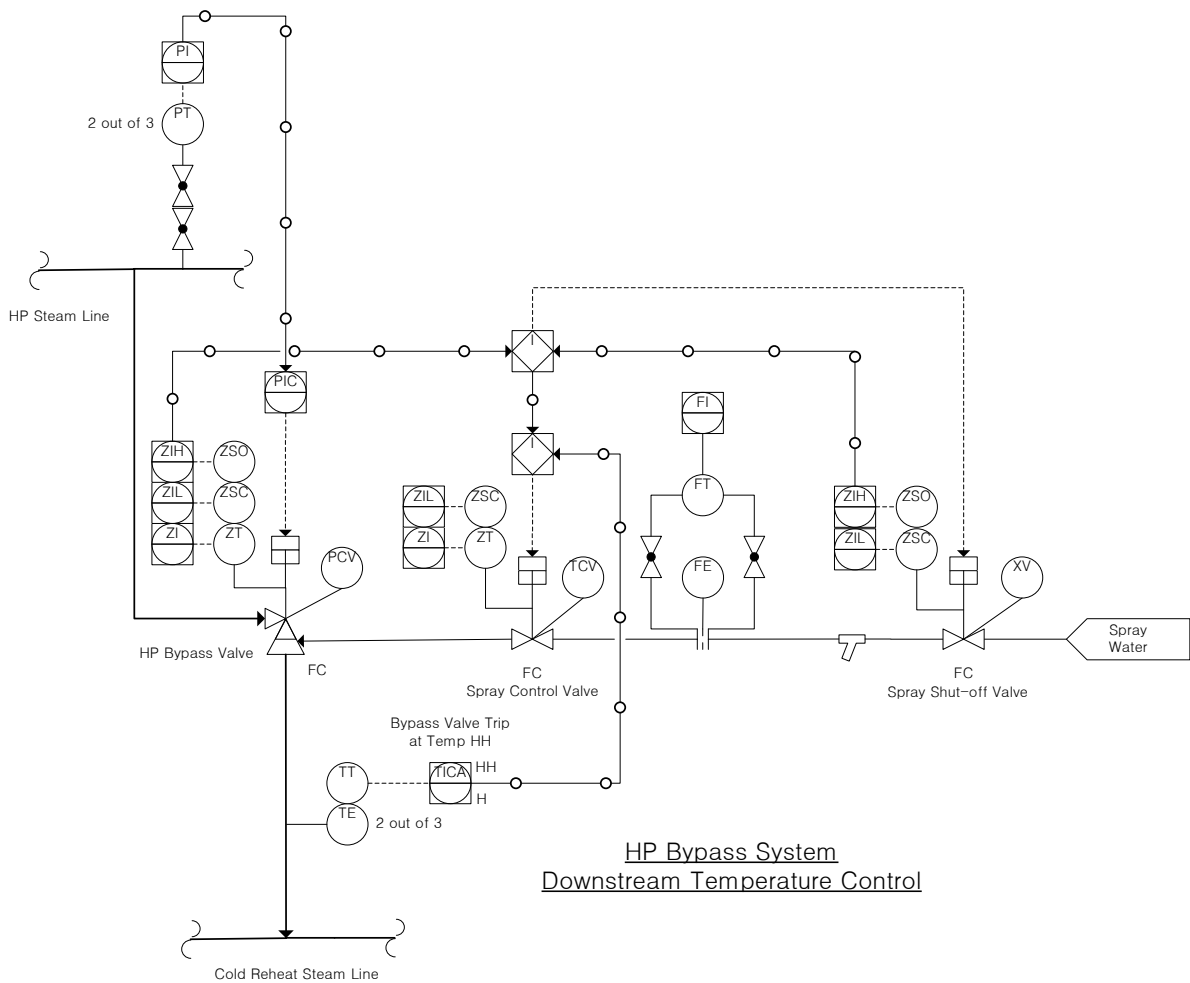 PI
PT
2 out of 3
HP Steam Line
I
PIC
FI
ZIH
ZSO
I
ZIL
ZSC
FT
ZIL
ZSC
ZIH
ZSO
ZI
ZT
ZI
ZT
ZIL
ZSC
PCV
TCV
FE
XV
HP Bypass Valve
FC
Spray
Water
FC
Spray Control Valve
FC
Spray Shut-off Valve
Bypass Valve Trip
at Temp HH
TT
TICA
HH
H
TE
2 out of 3
HP Bypass System
Downstream Temperature Control
Cold Reheat Steam Line